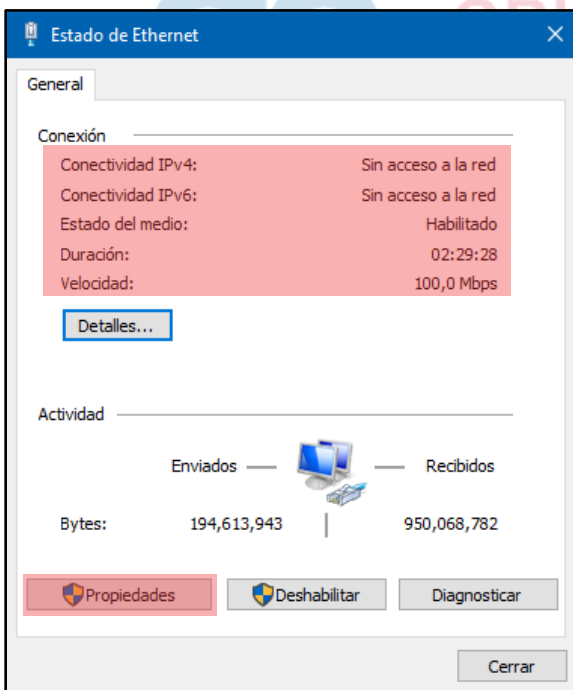 Estado de Ethernet
General
Conexión
Conectividad IPv4: Sin acceso a la red
Conectividad IPv6: Sin acceso a la red
Estado del medio: Habilitado
Duración: 02:29:28
Velocidad: 100,0 Mbps
Detalles...
Actividad
Enviados Recibidos
Bytes: 194,613,943 950,068,782
Propiedades Deshabilitar Diagnosticar
Cerrar